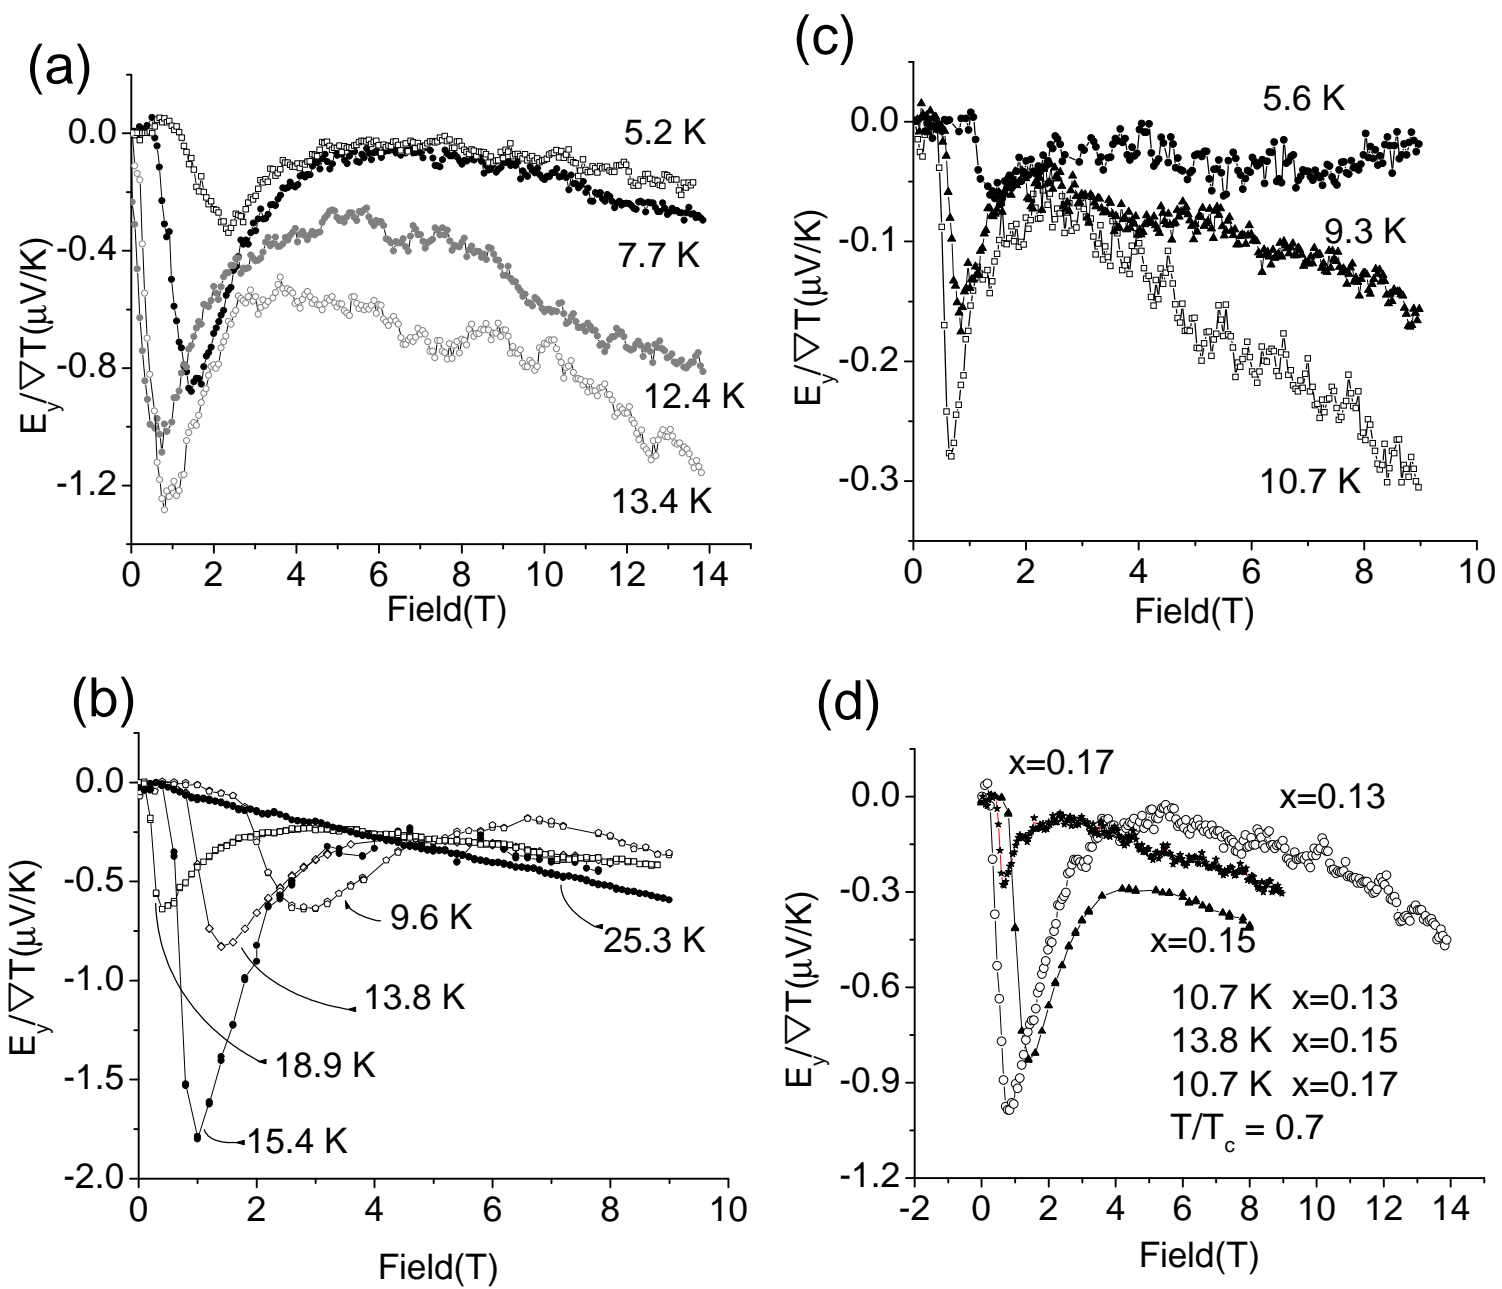 (a)
0.0
-0.4
-0.8
-1.2
E_y/▽T(μV/K)
5.2 K
7.7 K
12.4 K
13.4 K
0 2 4 6 8 10 12 14
Field(T)
(c)
0.0
-0.1
-0.2
-0.3
E_y/▽T(μV/K)
5.6 K
9.3 K
10.7 K
0 2 4 6 8 10
Field(T)
(b)
0.0
-0.5
-1.0
-1.5
-2.0
E_y/▽T(μV/K)
9.6 K
25.3 K
13.8 K
18.9 K
15.4 K
0 2 4 6 8 10
Field(T)
(d)
0.0
-0.3
-0.6
-0.9
-1.2
E_y/▽T(μV/K)
x=0.17
x=0.13
x=0.15
10.7 K x=0.13
13.8 K x=0.15
10.7 K x=0.17
T/T_c = 0.7
-2 0 2 4 6 8 10 12 14
Field(T)